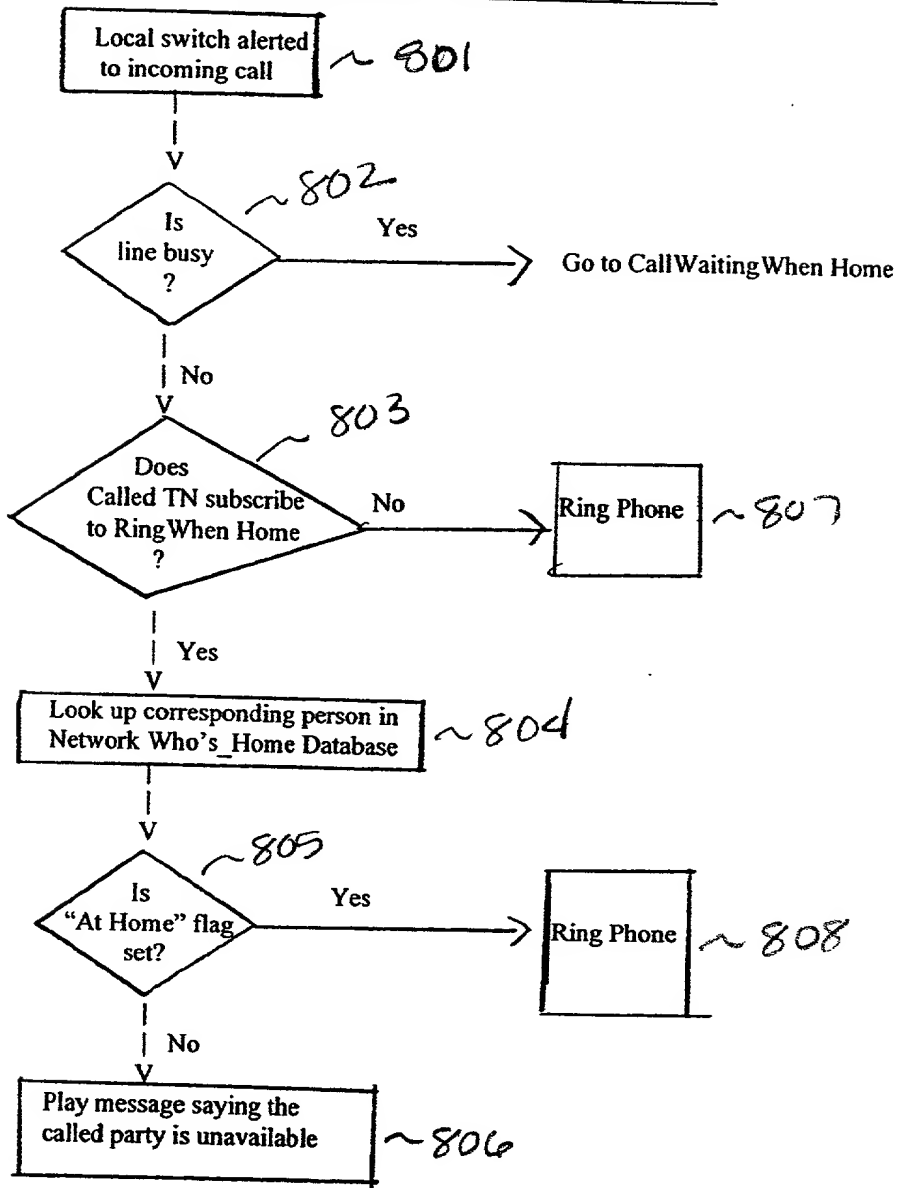 Local switch alerted
to incoming call
~ 801
V
~ 802
Is
line busy
?
Yes
Go to CallWaitingWhen Home
No
V
~ 803
Does
Called TN subscribe
to RingWhen Home
?
No
Ring Phone
~ 807
Yes
V
Look up corresponding person in
Network Who's_Home Database
~ 804
V
~ 805
Is
“At Home” flag
set?
Yes
Ring Phone
~ 808
No
V
Play message saying the
called party is unavailable
~ 806